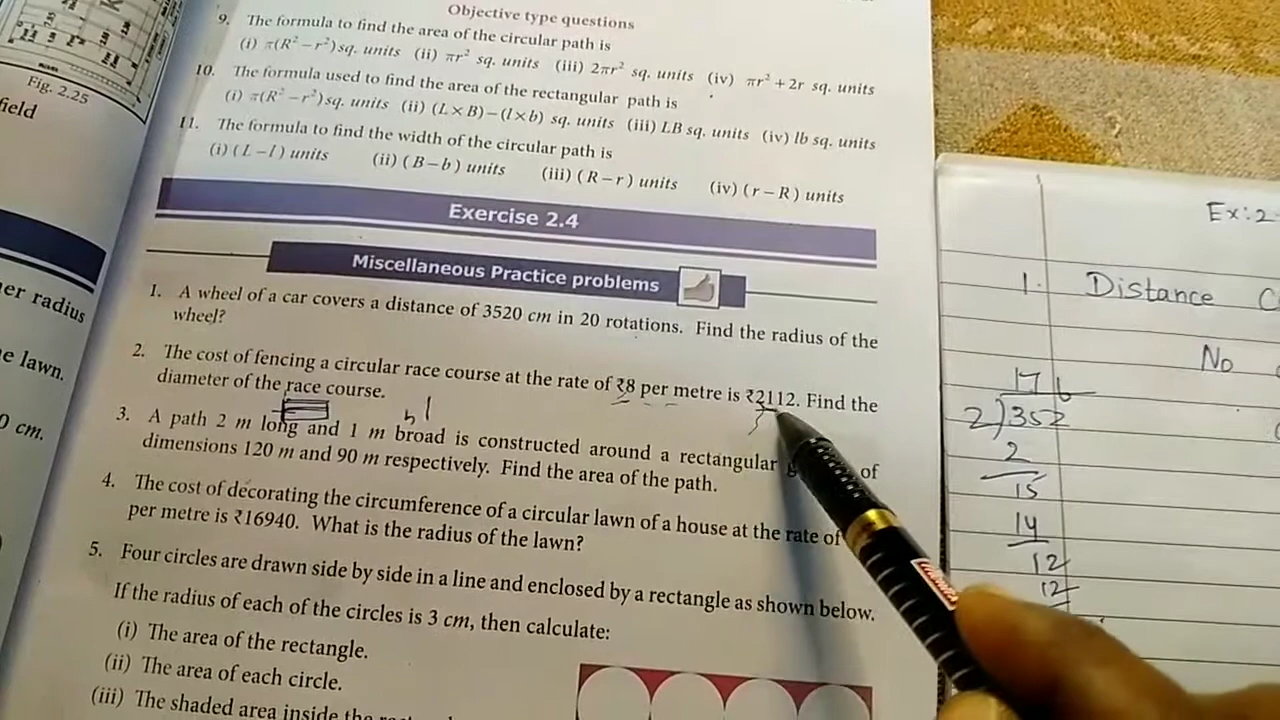 Objective type questions
9. The formula to find the area of the circular path is
(i) π(R² – r²) sq. units (ii) πr² sq. units (iii) 2πr² sq. units (iv) πr² + 2r sq. units
10. The formula used to find the area of the rectangular path is
(i) π(R² – r²) sq. units (ii) (L × B) – (l × b) sq. units (iii) LB sq. units (iv) lb sq. units
11. The formula to find the width of the circular path is
(i) (L – l) units (ii) (B – b) units (iii) (R – r) units (iv) (r – R) units
Fig. 2.25
field
Exercise 2.4
Miscellaneous Practice problems
1. A wheel of a car covers a distance of 3520 cm in 20 rotations. Find the radius of the
wheel?
2. The cost of fencing a circular race course at the rate of ₹8 per metre is ₹2112. Find the
diameter of the race course.
3. A path 2 m long and 1 m broad is constructed around a rectangular of
dimensions 120 m and 90 m respectively. Find the area of the path.
4. The cost of decorating the circumference of a circular lawn of a house at the rate of
per metre is ₹16940. What is the radius of the lawn?
5. Four circles are drawn side by side in a line and enclosed by a rectangle as shown below.
If the radius of each of the circles is 3 cm, then calculate:
(i) The area of the rectangle.
(ii) The area of each circle.
(iii) The shaded area inside the
er radius
e lawn.
0 cm.
b l
Ex: 2
1. Distance C
No
176
2)352
2
15
14
12
12